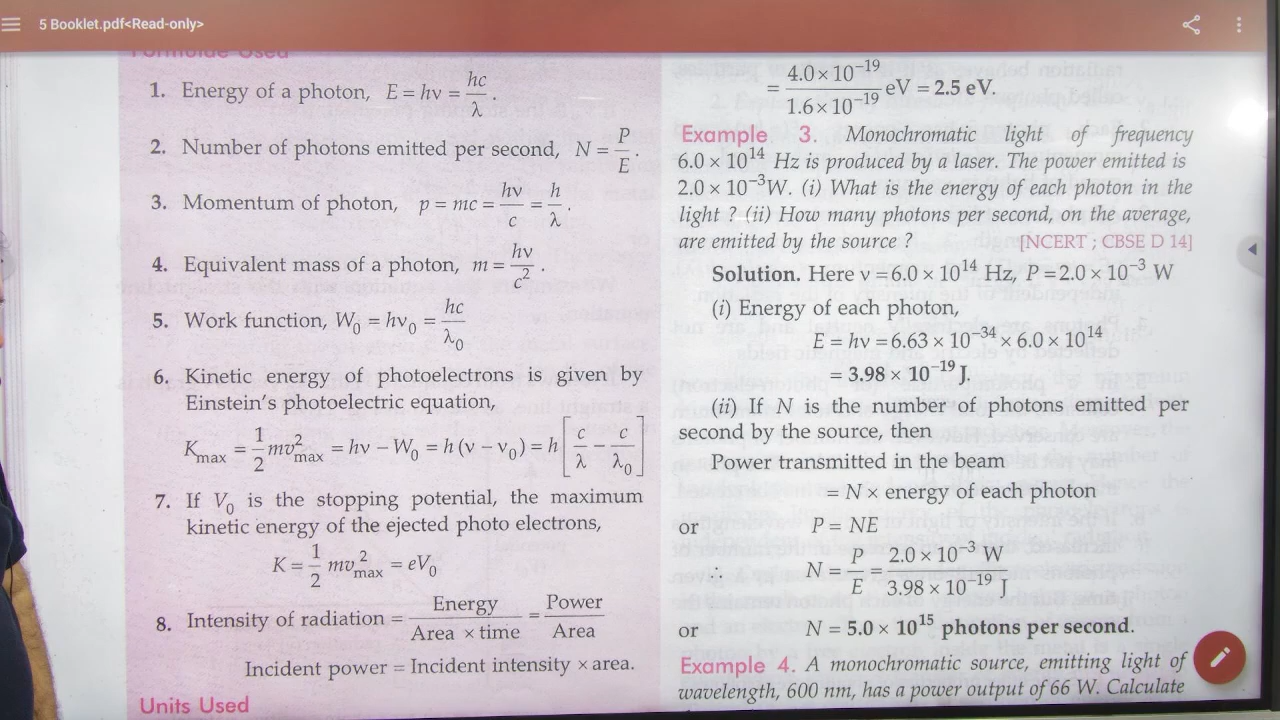 5 Booklet.pdf<Read-only>
Formulae Used
1. Energy of a photon, E = hν = hc/λ.
2. Number of photons emitted per second, N = P/E.
3. Momentum of photon, p = mc = hν/c = h/λ.
4. Equivalent mass of a photon, m = hν/c².
5. Work function, W₀ = hν₀ = hc/λ₀
6. Kinetic energy of photoelectrons is given by
Einstein's photoelectric equation,
K_max = 1/2 mv²_max = hν − W₀ = h(ν − ν₀) = h[c/λ − c/λ₀]
7. If V₀ is the stopping potential, the maximum
kinetic energy of the ejected photo electrons,
K = 1/2 mv²_max = eV₀
8. Intensity of radiation = Energy/(Area × time) = Power/Area
Incident power = Incident intensity × area.
Units Used
= (4.0 × 10⁻¹⁹)/(1.6 × 10⁻¹⁹) eV = 2.5 eV.
Example 3. Monochromatic light of frequency
6.0 × 10¹⁴ Hz is produced by a laser. The power emitted is
2.0 × 10⁻³ W. (i) What is the energy of each photon in the
light ? (ii) How many photons per second, on the average,
are emitted by the source ? [NCERT ; CBSE D 14]
Solution. Here ν = 6.0 × 10¹⁴ Hz, P = 2.0 × 10⁻³ W
(i) Energy of each photon,
E = hν = 6.63 × 10⁻³⁴ × 6.0 × 10¹⁴
= 3.98 × 10⁻¹⁹ J.
(ii) If N is the number of photons emitted per
second by the source, then
Power transmitted in the beam
= N × energy of each photon
or P = NE
∴ N = P/E = (2.0 × 10⁻³ W)/(3.98 × 10⁻¹⁹ J)
or N = 5.0 × 10¹⁵ photons per second.
Example 4. A monochromatic source, emitting light of
wavelength, 600 nm, has a power output of 66 W. Calculate